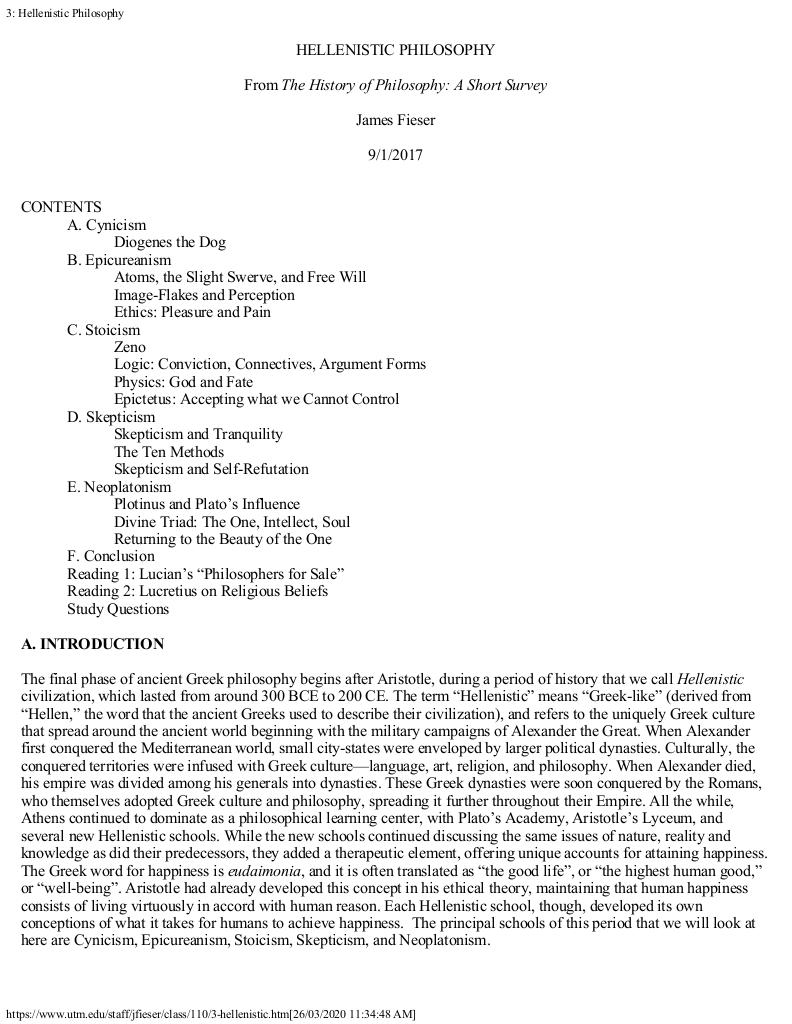 3: Hellenistic Philosophy
HELLENISTIC PHILOSOPHY
From The History of Philosophy: A Short Survey
James Fieser
9/1/2017
CONTENTS
A. Cynicism
Diogenes the Dog
B. Epicureanism
Atoms, the Slight Swerve, and Free Will
Image-Flakes and Perception
Ethics: Pleasure and Pain
C. Stoicism
Zeno
Logic: Conviction, Connectives, Argument Forms
Physics: God and Fate
Epictetus: Accepting what we Cannot Control
D. Skepticism
Skepticism and Tranquility
The Ten Methods
Skepticism and Self-Refutation
E. Neoplatonism
Plotinus and Plato’s Influence
Divine Triad: The One, Intellect, Soul
Returning to the Beauty of the One
F. Conclusion
Reading 1: Lucian’s “Philosophers for Sale”
Reading 2: Lucretius on Religious Beliefs
Study Questions
A. INTRODUCTION
The final phase of ancient Greek philosophy begins after Aristotle, during a period of history that we call Hellenistic
civilization, which lasted from around 300 BCE to 200 CE. The term “Hellenistic” means “Greek-like” (derived from
“Hellen,” the word that the ancient Greeks used to describe their civilization), and refers to the uniquely Greek culture
that spread around the ancient world beginning with the military campaigns of Alexander the Great. When Alexander
first conquered the Mediterranean world, small city-states were enveloped by larger political dynasties. Culturally, the
conquered territories were infused with Greek culture—language, art, religion, and philosophy. When Alexander died,
his empire was divided among his generals into dynasties. These Greek dynasties were soon conquered by the Romans,
who themselves adopted Greek culture and philosophy, spreading it further throughout their Empire. All the while,
Athens continued to dominate as a philosophical learning center, with Plato’s Academy, Aristotle’s Lyceum, and
several new Hellenistic schools. While the new schools continued discussing the same issues of nature, reality and
knowledge as did their predecessors, they added a therapeutic element, offering unique accounts for attaining happiness.
The Greek word for happiness is eudaimonia, and it is often translated as “the good life”, or “the highest human good,”
or “well-being”. Aristotle had already developed this concept in his ethical theory, maintaining that human happiness
consists of living virtuously in accord with human reason. Each Hellenistic school, though, developed its own
conceptions of what it takes for humans to achieve happiness.  The principal schools of this period that we will look at
here are Cynicism, Epicureanism, Stoicism, Skepticism, and Neoplatonism.
https://www.utm.edu/staff/jfieser/class/110/3-hellenistic.htm[26/03/2020 11:34:48 AM]